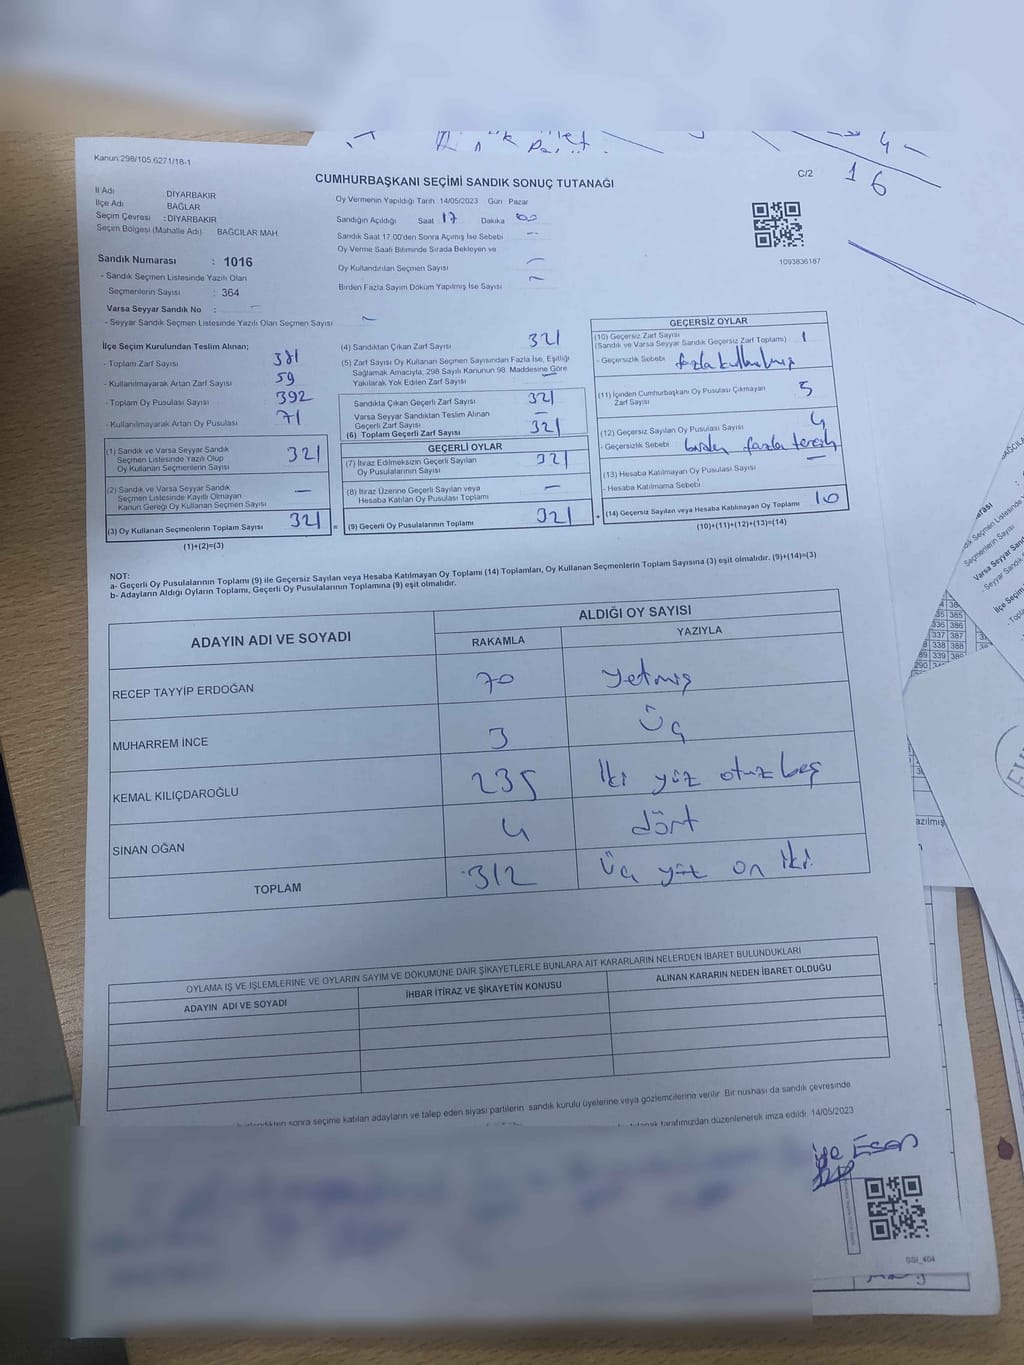 Kanun:298/105.6271/18-1
C/2
16
CUMHURBAŞKANI SEÇİMİ SANDIK SONUÇ TUTANAĞI
İl Adı DİYARBAKIR
İlçe Adı BAĞLAR
Seçim Çevresi : DİYARBAKIR
Seçim Bölgesi (Mahalle Adı) BAĞCILAR MAH.
Sandık Numarası : 1016
- Sandık Seçmen Listesinde Yazılı Olan
Seçmenlerin Sayısı : 364
Varsa Seyyar Sandık No : —
- Seyyar Sandık Seçmen Listesinde Yazılı Olan Seçmen Sayısı —
Oy Vermenin Yapıldığı Tarih 14/05/2023 Gün Pazar
Sandığın Açıldığı Saat 17 Dakika 00
Sandık Saat 17.00'den Sonra Açılmış İse Sebebi —
Oy Verme Saati Bitiminde Sırada Bekleyen ve
Oy Kullandırılan Seçmen Sayısı —
Birden Fazla Sayım Döküm Yapılmış İse Sayısı —
1093836187
İlçe Seçim Kurulundan Teslim Alınan;
- Toplam Zarf Sayısı 381
- Kullanılmayarak Artan Zarf Sayısı 59
- Toplam Oy Pusulası Sayısı 392
- Kullanılmayarak Artan Oy Pusulası 71
(1) Sandık ve Varsa Seyyar Sandık
Seçmen Listesinde Yazılı Olup
Oy Kullanan Seçmenlerin Sayısı 321
(2) Sandık ve Varsa Seyyar Sandık
Seçmen Listesinde Kayıtlı Olmayan
Kanun Gereği Oy Kullanan Seçmen Sayısı —
(3) Oy Kullanan Seçmenlerin Toplam Sayısı 321
(1)+(2)=(3)
(4) Sandıktan Çıkan Zarf Sayısı 321
(5) Zarf Sayısı Oy Kullanan Seçmen Sayısından Fazla İse, Eşitliği
Sağlamak Amacıyla; 298 Sayılı Kanunun 98. Maddesine Göre
Yakılarak Yok Edilen Zarf Sayısı —
Sandıkta Çıkan Geçerli Zarf Sayısı 321
Varsa Seyyar Sandıktan Teslim Alınan
Geçerli Zarf Sayısı —
(6) Toplam Geçerli Zarf Sayısı 321
GEÇERLİ OYLAR
(7) İtiraz Edilmeksizin Geçerli Sayılan
Oy Pusulalarının Sayısı 321
(8) İtiraz Üzerine Geçerli Sayılan veya
Hesaba Katılan Oy Pusulası Toplamı —
= (9) Geçerli Oy Pusulalarının Toplamı 321
GEÇERSİZ OYLAR
(10) Geçersiz Zarf Sayısı
(Sandık ve Varsa Seyyar Sandık Geçersiz Zarf Toplamı) 1
- Geçersizlik Sebebi fazla kullanılmış
(11) İçinden Cumhurbaşkanı Oy Pusulası Çıkmayan
Zarf Sayısı 5
(12) Geçersiz Sayılan Oy Pusulası Sayısı 4
- Geçersizlik Sebebi birden fazla tercih
(13) Hesaba Katılmayan Oy Pusulası Sayısı —
- Hesaba Katılmama Sebebi
+ (14) Geçersiz Sayılan veya Hesaba Katılmayan Oy Toplamı 10
(10)+(11)+(12)+(13)=(14)
NOT:
a- Geçerli Oy Pusulalarının Toplamı (9) ile Geçersiz Sayılan veya Hesaba Katılmayan Oy Toplamı (14) Toplamları, Oy Kullanan Seçmenlerin Toplam Sayısına (3) eşit olmalıdır. (9)+(14)=(3)
b- Adayların Aldığı Oyların Toplamı, Geçerli Oy Pusulalarının Toplamına (9) eşit olmalıdır.
ADAYIN ADI VE SOYADI ALDIĞI OY SAYISI
RAKAMLA YAZIYLA
RECEP TAYYİP ERDOĞAN 70 yetmiş
MUHARREM İNCE 3 üç
KEMAL KILIÇDAROĞLU 235 İki yüz otuz beş
SİNAN OĞAN 4 dört
TOPLAM 312 Üç yüz on iki
OYLAMA İŞ VE İŞLEMLERİNE VE OYLARIN SAYIM VE DÖKÜMÜNE DAİR ŞİKAYETLERLE BUNLARA AİT KARARLARIN NELERDEN İBARET BULUNDUKLARI
ADAYIN ADI VE SOYADI İHBAR İTİRAZ VE ŞİKAYETİN KONUSU ALINAN KARARIN NEDEN İBARET OLDUĞU
sonra seçime katılan adayların ve talep eden siyasi partilerin sandık kurulu üyelerine veya gözlemcilerine verilir. Bir nüshası da sandık çevresinde
tarafımızdan düzenlenerek imza edildi. 14/05/2023
Esen
SSI_404